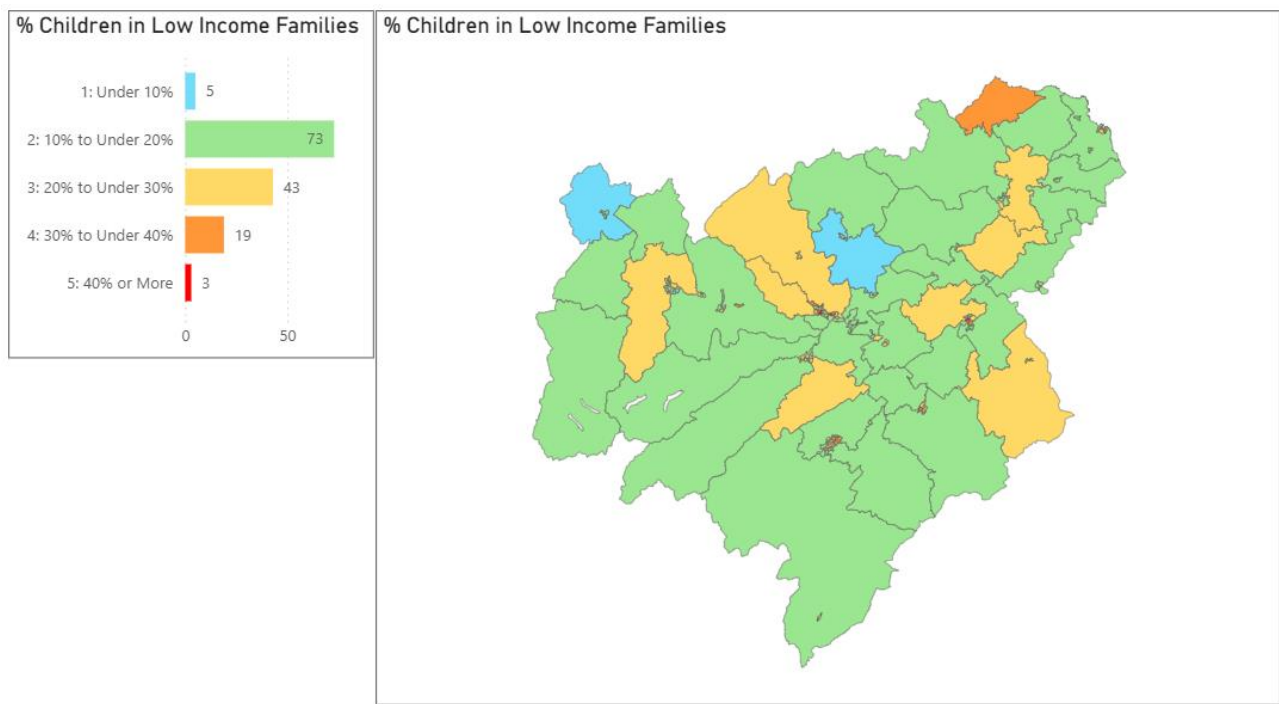 % Children in Low Income Families
1: Under 10%
5
2: 10% to Under 20%
73
3: 20% to Under 30%
43
4: 30% to Under 40%
19
5: 40% or More
3
0 50
% Children in Low Income Families